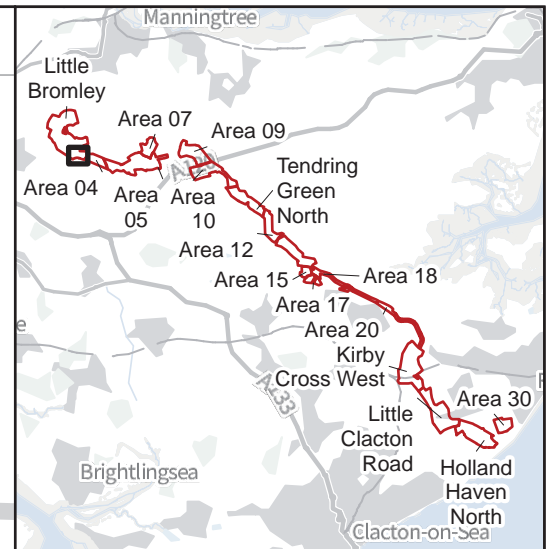 Manningtree
Little
Bromley
Area 07
Area 09
A120
Tendring
Green
North
Area 04
Area
05
Area
10
Area 12
Area 15
Area 18
Area 17
Area 20
Kirby
Cross West
Area 30
A133
Little
Clacton
Road
Holland
Haven
North
Brightlingsea
Clacton-on-Sea